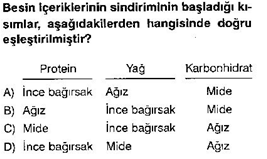 Besin içeriklerinin sindiriminin başladığı kı-
sımlar, aşağıdakilerden hangisinde doğru
eşleştirilmiştir?
Protein Yağ Karbonhidrat
A) İnce bağırsak Ağız Mide
B) Ağız İnce bağırsak Mide
C) Mide İnce bağırsak Ağız
D) İnce bağırsak Mide Ağız